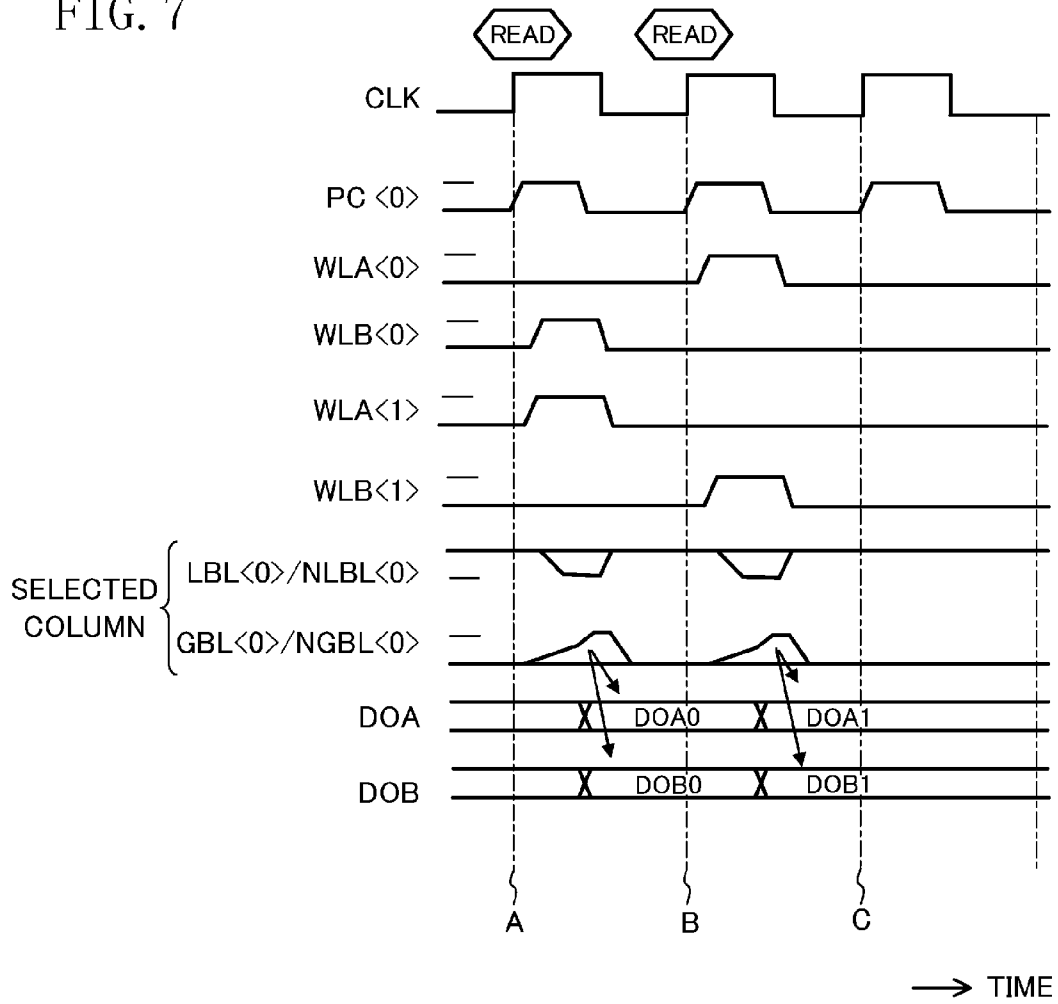 FIG. 7
READ READ
CLK
PC <0>
WLA<0>
WLB<0>
WLA<1>
WLB<1>
SELECTED COLUMN
LBL<0>/NLBL<0>
GBL<0>/NGBL<0>
DOA DOA0 DOA1
DOB DOB0 DOB1
A B C
TIME